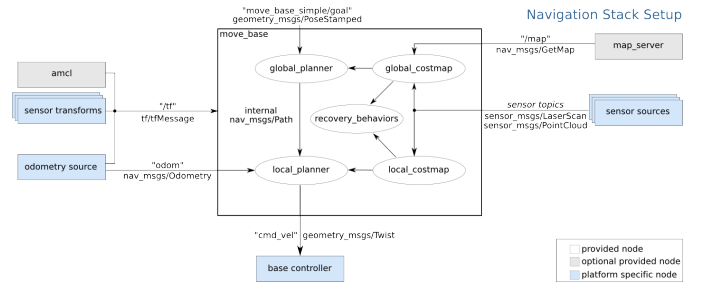 "move_base_simple/goal"
geometry_msgs/PoseStamped
Navigation Stack Setup
move_base
"/map"
nav_msgs/GetMap
map_server
global_planner
global_costmap
amcl
sensor transforms
"/tf"
tf/tfMessage
internal
nav_msgs/Path
recovery_behaviors
sensor topics
sensor_msgs/LaserScan
sensor_msgs/PointCloud
sensor sources
odometry source
"odom"
nav_msgs/Odometry
local_planner
local_costmap
"cmd_vel" geometry_msgs/Twist
base controller
provided node
optional provided node
platform specific node